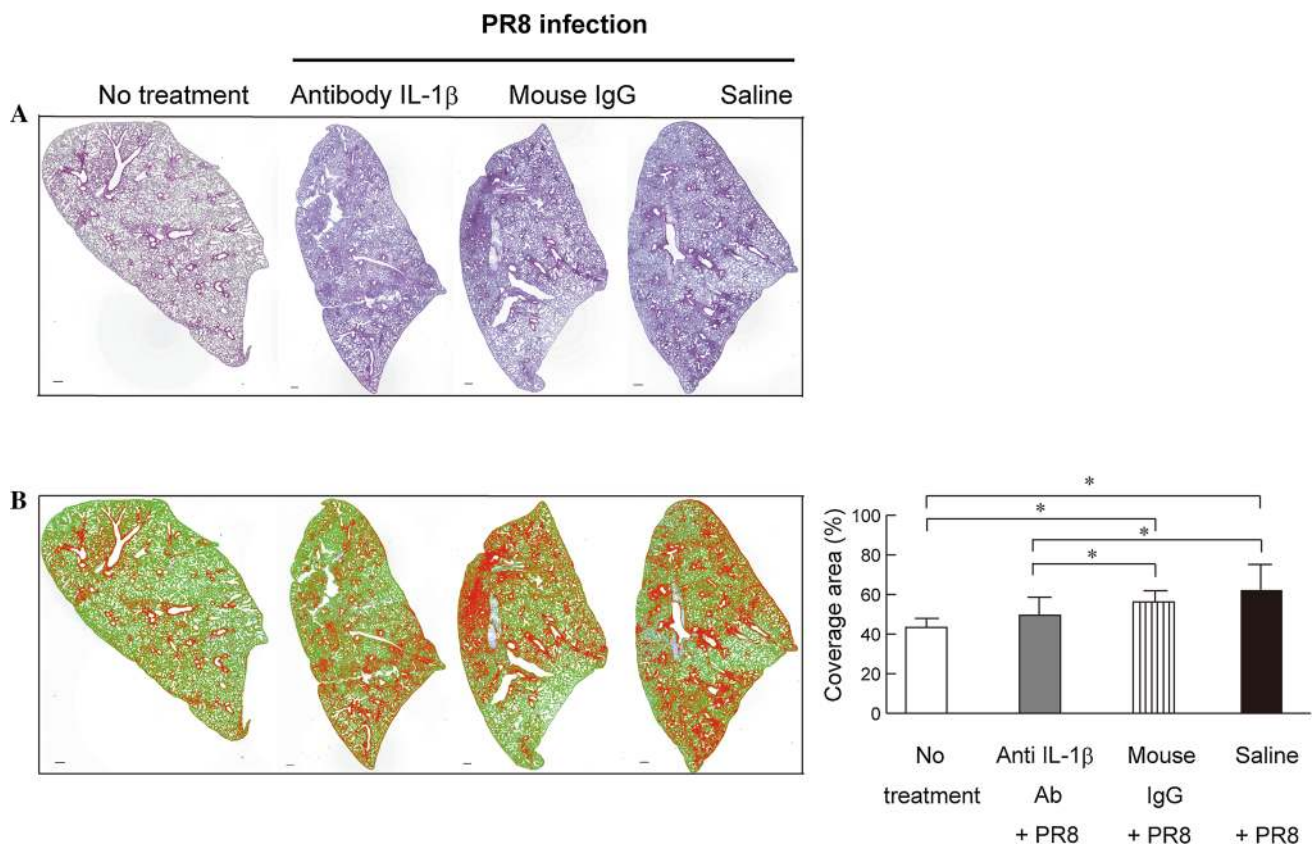 PR8 infection
No treatment Antibody IL-1β Mouse IgG Saline
A
B
Coverage area (%)
100
80
60
40
20
0
* 
* 
* 
* 
No Anti IL-1β Mouse Saline
treatment Ab IgG
+ PR8 + PR8 + PR8